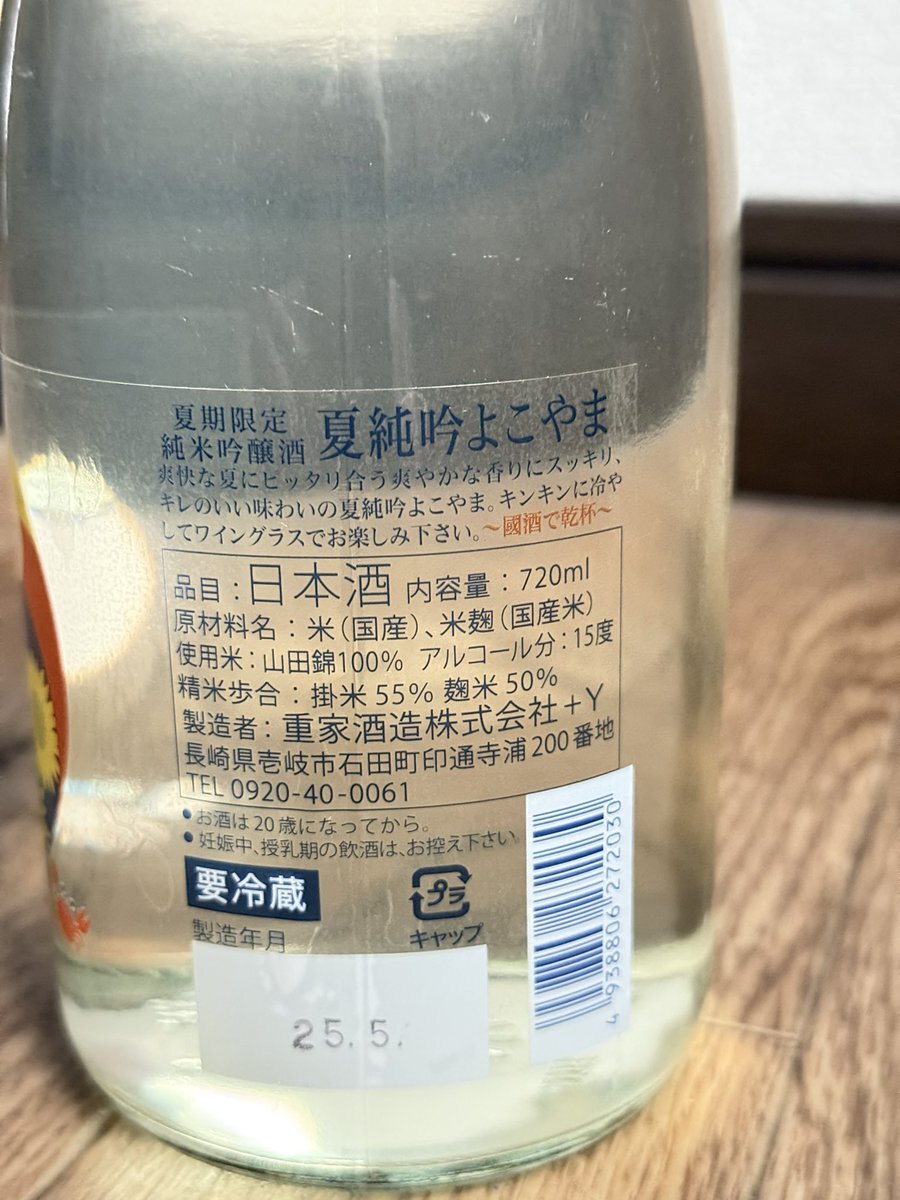 夏期限定
純米吟醸酒 夏純吟よこやま
爽快な夏にピッタリ合う爽やかな香りにスッキリ、
キレのいい味わいの夏純吟よこやま。キンキンに冷や
してワイングラスでお楽しみ下さい。～國酒で乾杯～
品目:日本酒 内容量:720ml
原材料名:米(国産)、米麹(国産米)
使用米:山田錦100% アルコール分:15度
精米歩合:掛米55% 麹米50%
製造者:重家酒造株式会社+Y
長崎県壱岐市石田町印通寺浦200番地
TEL 0920-40-0061
●お酒は20歳になってから。
●妊娠中、授乳期の飲酒は、お控え下さい。
要冷蔵
プラ
キャップ
製造年月
25.5.
4938806272030